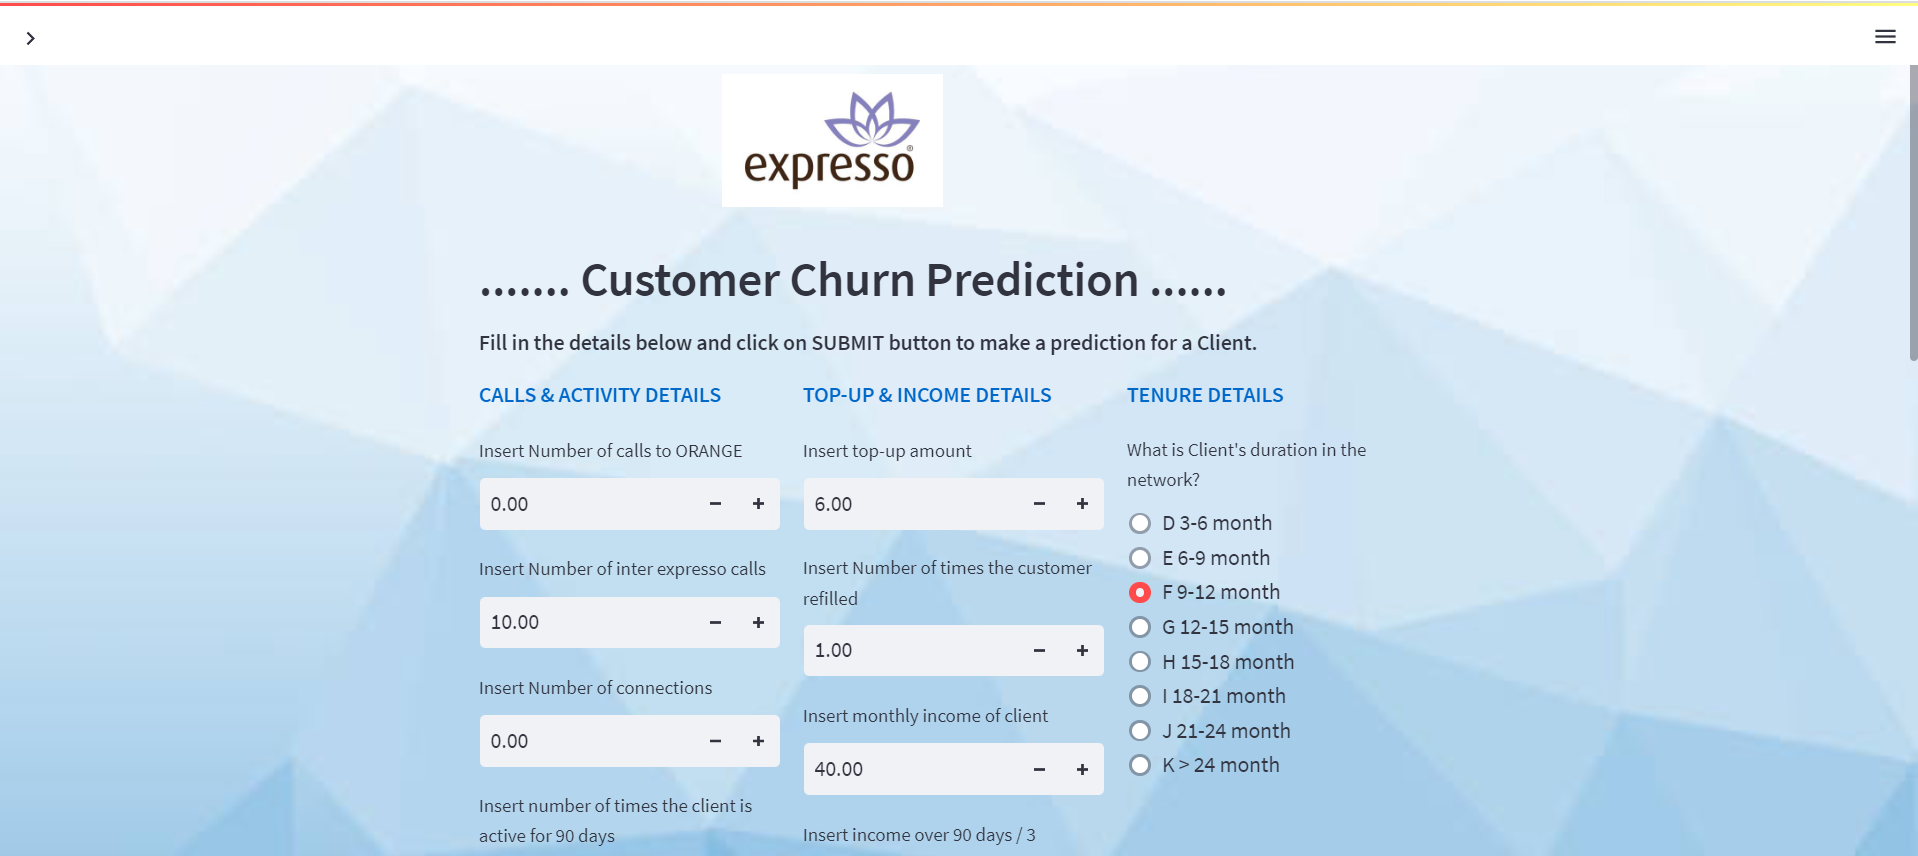 expresso®
....... Customer Churn Prediction ......
Fill in the details below and click on SUBMIT button to make a prediction for a Client.
CALLS & ACTIVITY DETAILS
Insert Number of calls to ORANGE
0.00
Insert Number of inter expresso calls
10.00
Insert Number of connections
0.00
Insert number of times the client is
active for 90 days
TOP-UP & INCOME DETAILS
Insert top-up amount
6.00
Insert Number of times the customer
refilled
1.00
Insert monthly income of client
40.00
Insert income over 90 days / 3
TENURE DETAILS
What is Client's duration in the
network?
D 3-6 month
E 6-9 month
F 9-12 month
G 12-15 month
H 15-18 month
I 18-21 month
J 21-24 month
K > 24 month